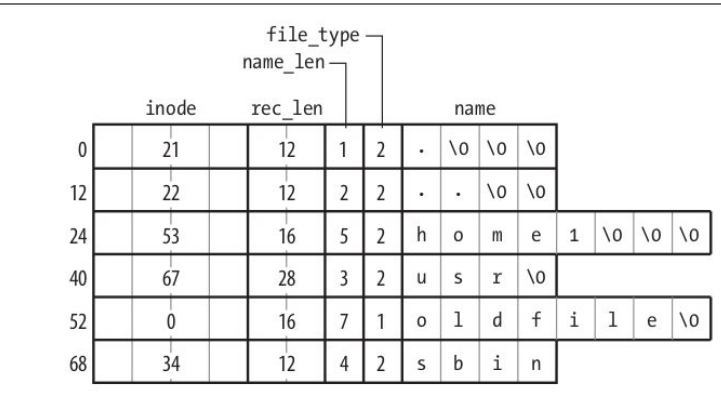 file_type
name_len
inode rec_len name
0 21 12 1 2 . \0 \0 \0
12 22 12 2 2 . . \0 \0
24 53 16 5 2 h o m e 1 \0 \0 \0
40 67 28 3 2 u s r \0
52 0 16 7 1 o l d f i l e \0
68 34 12 4 2 s b i n